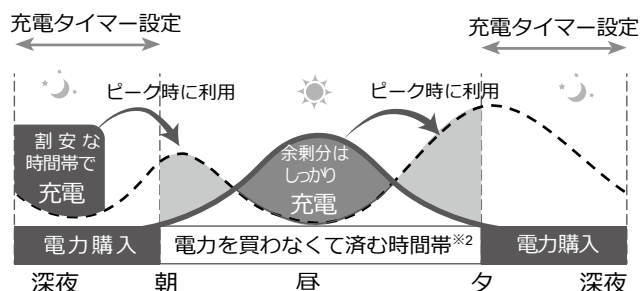 充電タイマー設定
充電タイマー設定
ピーク時に利用
ピーク時に利用
割安な
時間帯で
充電
余剰分は
しっかり
充電
電力購入
電力を買わなくて済む時間帯※2
電力購入
深夜
朝
昼
夕
深夜